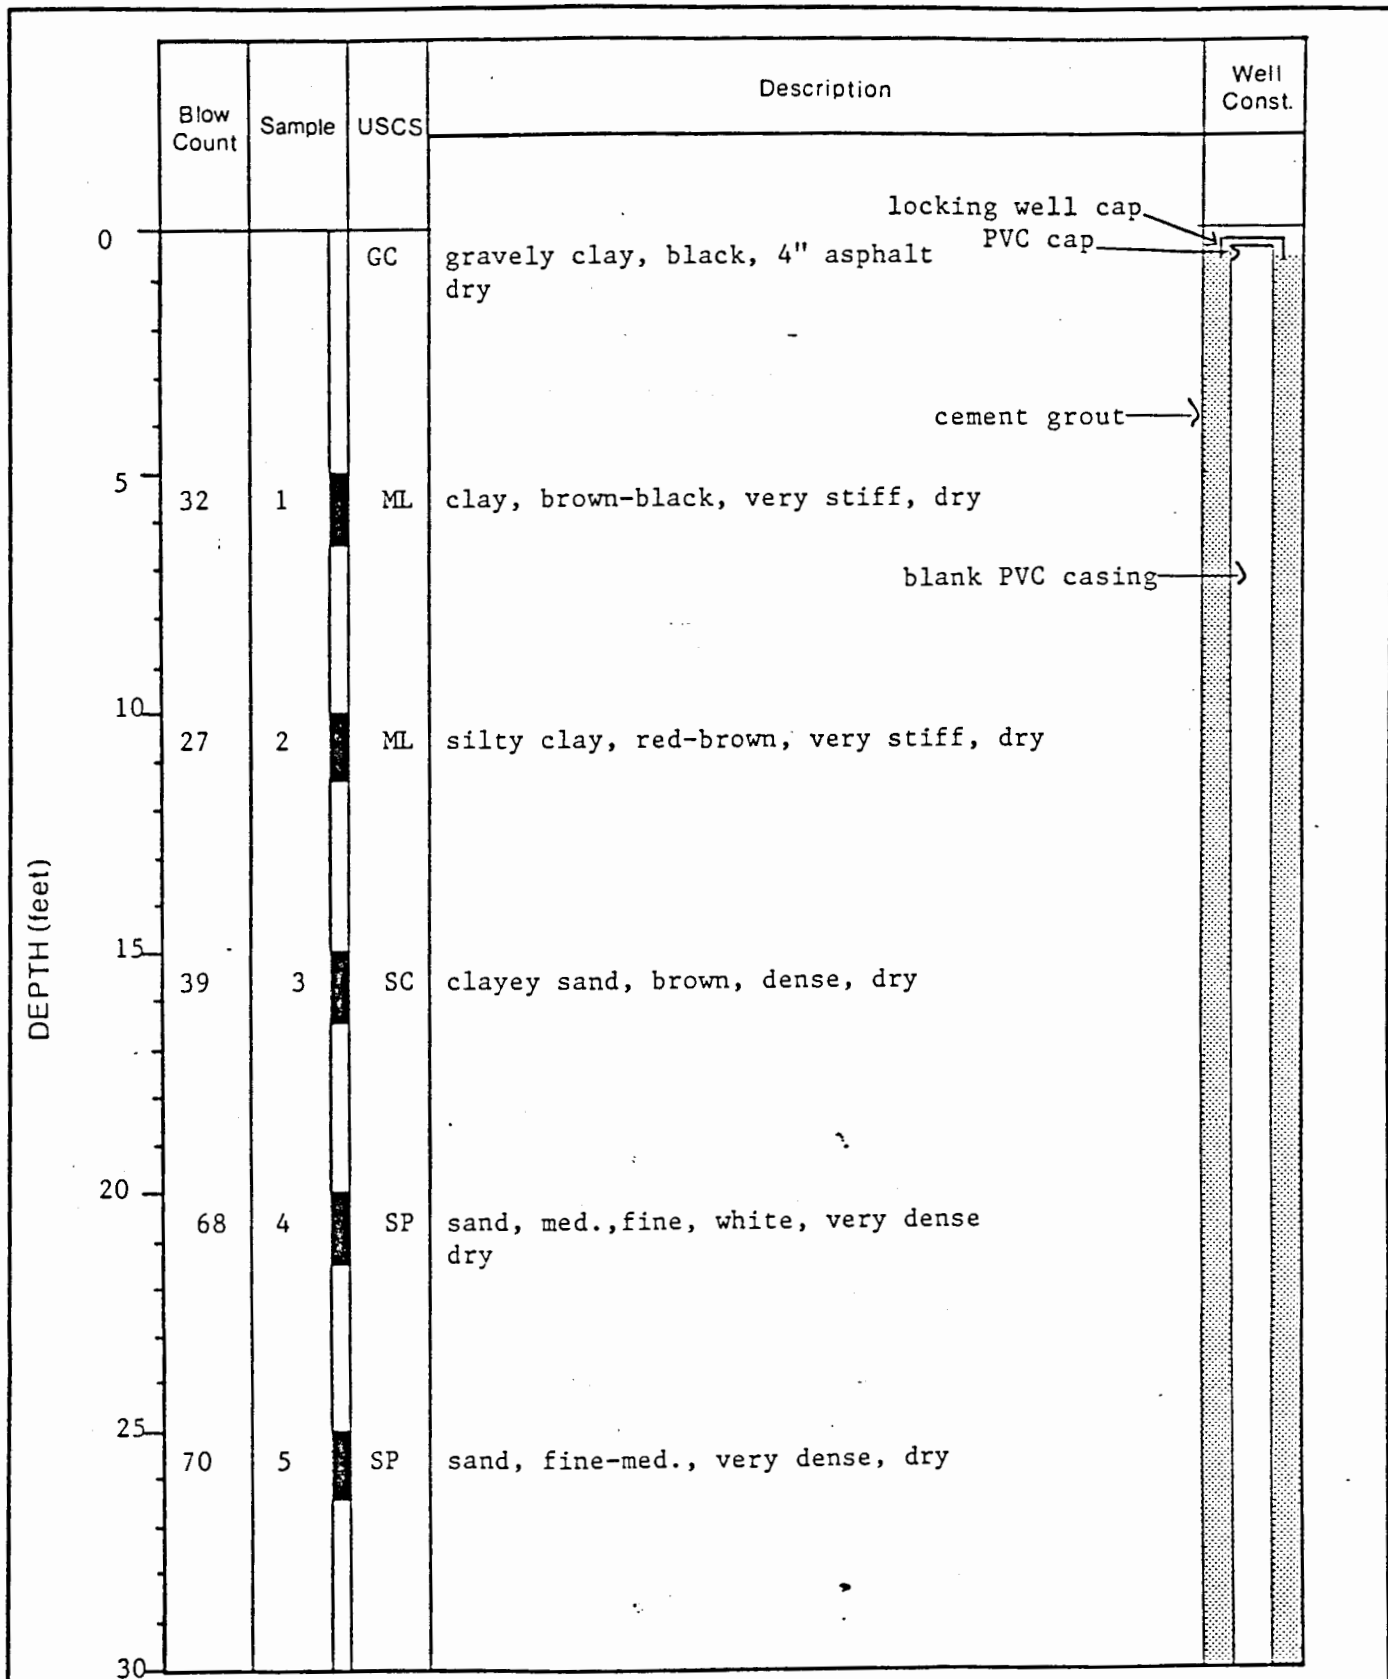 Blow
Count
Sample
USCS
Description
Well
Const.
locking well cap
PVC cap
0
GC
gravely clay, black, 4" asphalt
dry
cement grout
5
32
1
ML
clay, brown-black, very stiff, dry
blank PVC casing
10
27
2
ML
silty clay, red-brown, very stiff, dry
DEPTH (feet)
15
39
3
SC
clayey sand, brown, dense, dry
20
68
4
SP
sand, med.,fine, white, very dense
dry
25
70
5
SP
sand, fine-med., very dense, dry
30